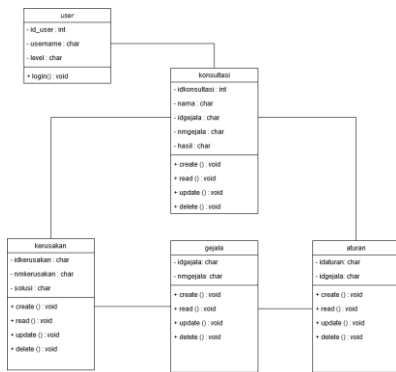 user
- id_user : int
- username : char
- level : char
+ login() : void
konsultasi
- idkonsultasi : int
- nama : char
- idgejala : char
- nmgejala : char
- hasil : char
+ create () : void
+ read () : void
+ update () : void
+ delete () : void
kerusakan
- idkerusakan : char
- nmkerusakan : char
- solusi : char
+ create () : void
+ read () : void
+ update () : void
+ delete () : void
gejala
- idgejala: char
- nmgejala: char
+ create () : void
+ read () : void
+ update () : void
+ delete () : void
aturan
- idaturan: char
- idgejala: char
+ create () : void
+ read () : void
+ update () : void
+ delete () : void